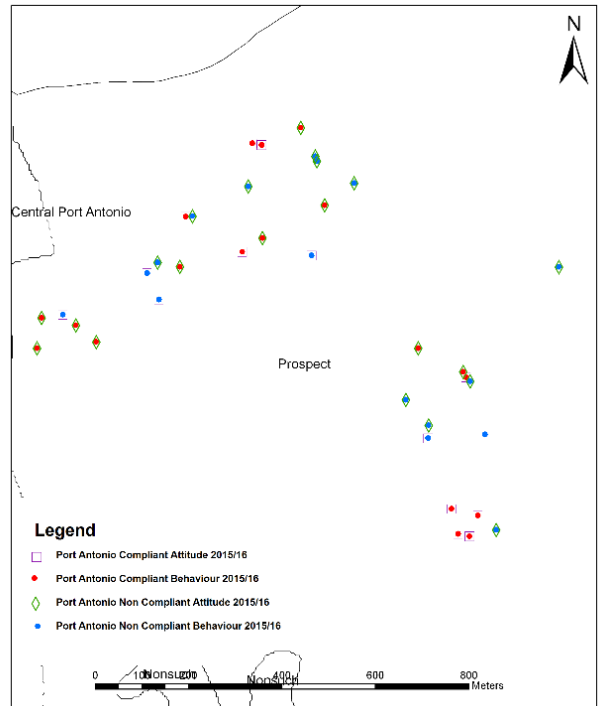 N
Central Port Antonio
Prospect
Legend
Port Antonio Compliant Attitude 2015/16
Port Antonio Compliant Behaviour 2015/16
Port Antonio Non Compliant Attitude 2015/16
Port Antonio Non Compliant Behaviour 2015/16
Nonsuch
Nonsuch
0 100 200 400 600 800
Meters